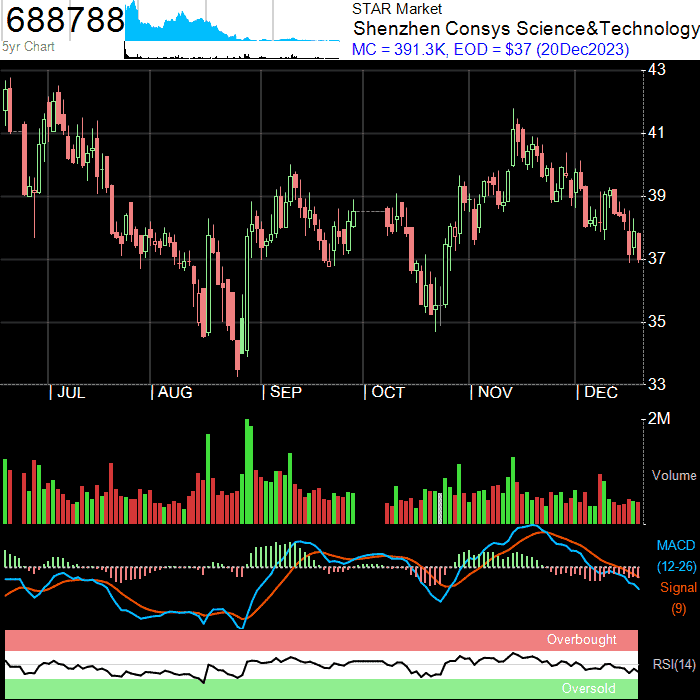 688788
5yr Chart
STAR Market
Shenzhen Consys Science&Technology
MC = 391.3K, EOD = $37 (20Dec2023)
43
41
39
37
35
33
JUL
AUG
SEP
OCT
NOV
DEC
2M
Volume
MACD
(12-26)
Signal
(9)
Overbought
RSI(14)
Oversold